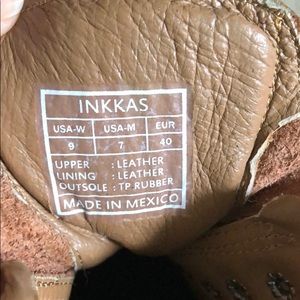 INKKAS
USA-W USA-M EUR
9 7 40
UPPER : LEATHER
LINING : LEATHER
OUTSOLE : TP RUBBER
MADE IN MEXICO